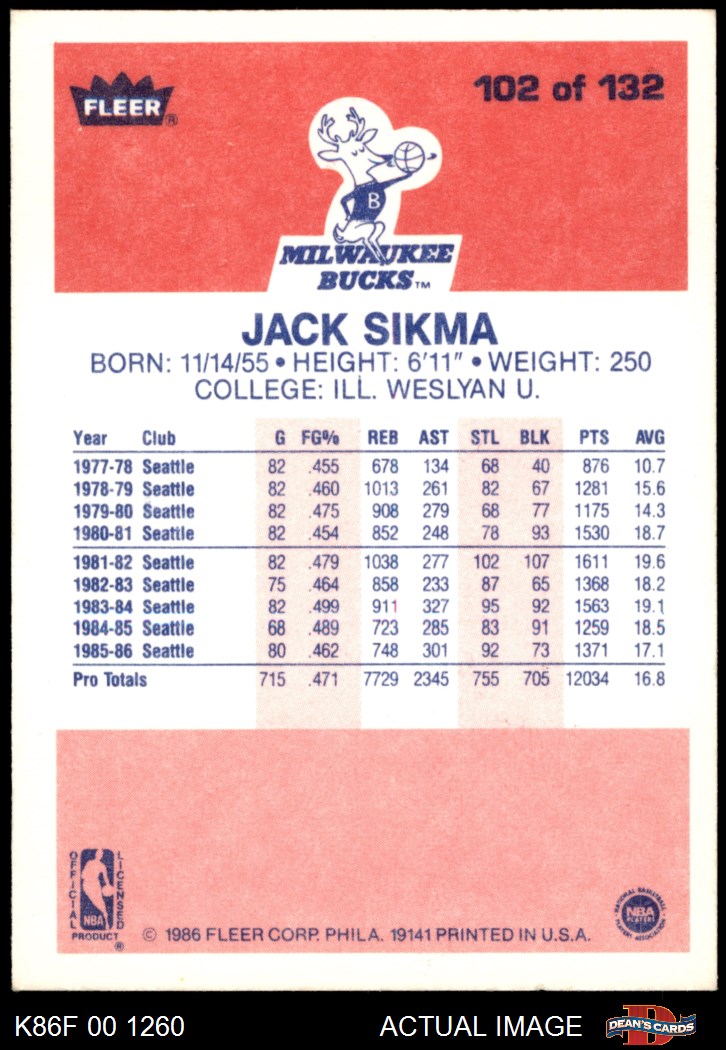 FLEER®
102 of 132
B
MILWAUKEE
BUCKS™
JACK SIKMA
BORN: 11/14/55 • HEIGHT: 6'11" • WEIGHT: 250
COLLEGE: ILL. WESLYAN U.
Year Club G FG% REB AST STL BLK PTS AVG
1977-78 Seattle 82 .455 678 134 68 40 876 10.7
1978-79 Seattle 82 .460 1013 261 82 67 1281 15.6
1979-80 Seattle 82 .475 908 279 68 77 1175 14.3
1980-81 Seattle 82 .454 852 248 78 93 1530 18.7
1981-82 Seattle 82 .479 1038 277 102 107 1611 19.6
1982-83 Seattle 75 .464 858 233 87 65 1368 18.2
1983-84 Seattle 82 .499 911 327 95 92 1563 19.1
1984-85 Seattle 68 .489 723 285 83 91 1259 18.5
1985-86 Seattle 80 .462 748 301 92 73 1371 17.1
Pro Totals 715 .471 7729 2345 755 705 12034 16.8
OFFICIAL
LICENSED
NBA
PRODUCT
®
NATIONAL BASKETBALL
NBA
PLAYERS
PLAYERS ASSOCIATION
© 1986 FLEER CORP. PHILA. 19141 PRINTED IN U.S.A.
K86F 00 1260
ACTUAL IMAGE
D
DEAN'S CARDS